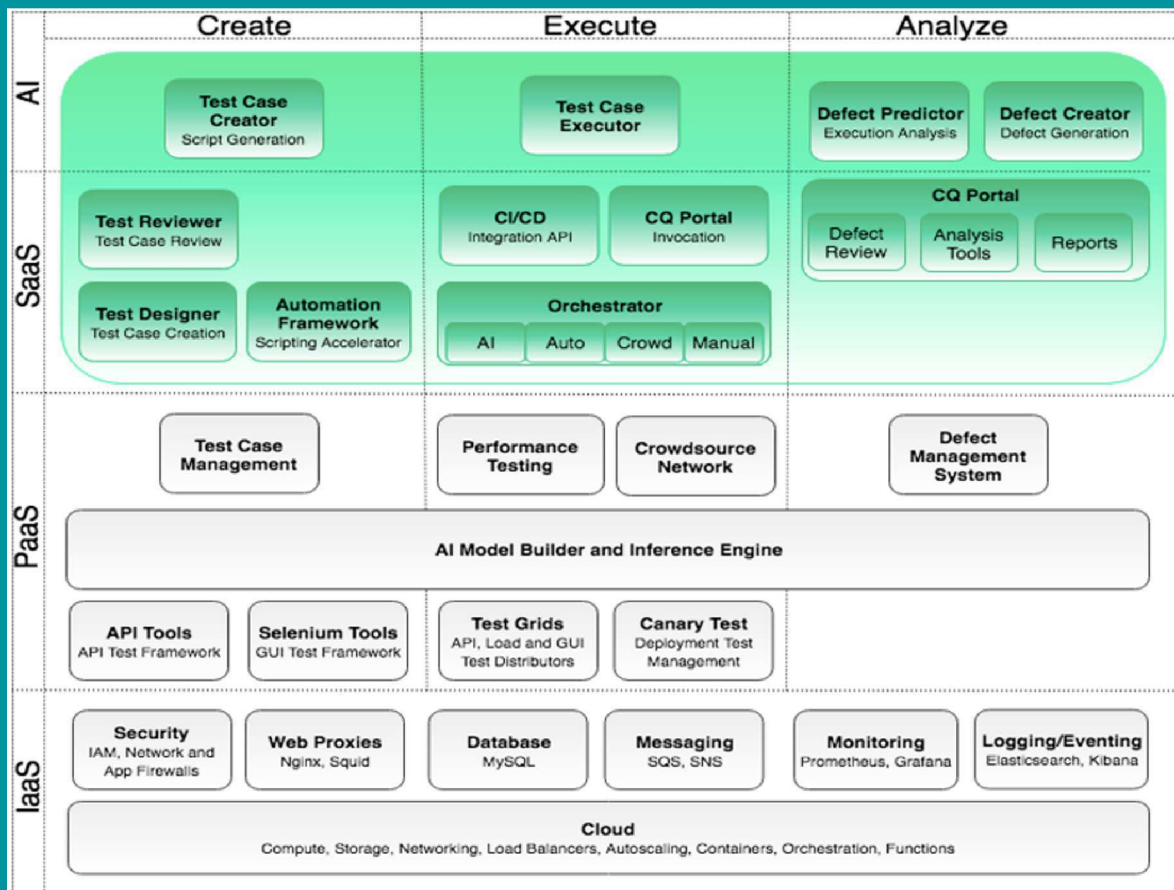 Create
Execute
Analyze
AI
Test Case
Creator
Script Generation
Test Case
Executor
Defect Predictor
Execution Analysis
Defect Creator
Defect Generation
SaaS
Test Reviewer
Test Case Review
Test Designer
Test Case Creation
Automation
Framework
Scripting Accelerator
CI/CD
Integration API
CQ Portal
Invocation
Orchestrator
AI
Auto
Crowd
Manual
CQ Portal
Defect
Review
Analysis
Tools
Reports
PaaS
Test Case
Management
Performance
Testing
Crowdsource
Network
Defect
Management
System
AI Model Builder and Inference Engine
API Tools
API Test Framework
Selenium Tools
GUI Test Framework
Test Grids
API, Load and GUI
Test Distributors
Canary Test
Deployment Test
Management
IaaS
Security
IAM, Network and
App Firewalls
Web Proxies
Nginx, Squid
Database
MySQL
Messaging
SQS, SNS
Monitoring
Prometheus, Grafana
Logging/Eventing
Elasticsearch, Kibana
Cloud
Compute, Storage, Networking, Load Balancers, Autoscaling, Containers, Orchestration, Functions